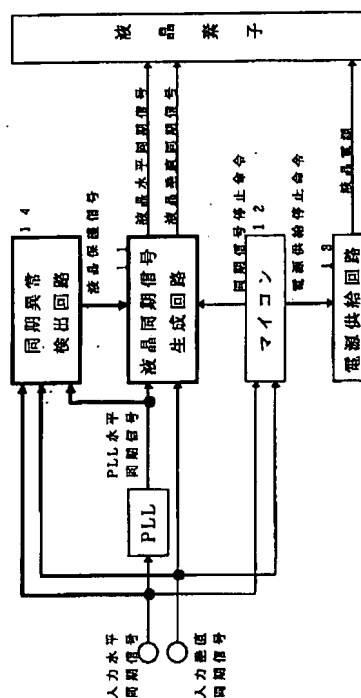 液晶素子
14
同期異常
検出回路
液晶保護信号
11
液晶同期信号
生成回路
液晶水平同期信号
液晶垂直同期信号
同期信号停止命令
12
マイコン
電源供給停止命令
13
電源供給回路
液晶電源
PLL水平
同期信号
PLL
入力水平
同期信号
入力垂直
同期信号